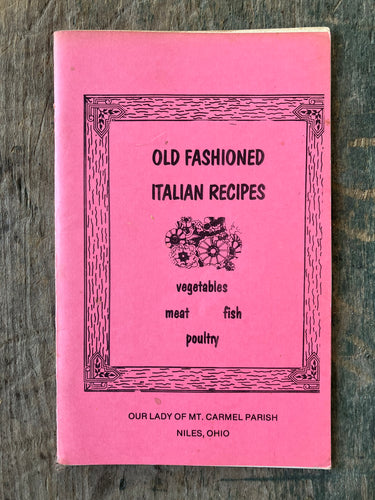 OLD FASHIONED
ITALIAN RECIPES
vegetables
meat fish
poultry
OUR LADY OF MT. CARMEL PARISH
NILES, OHIO